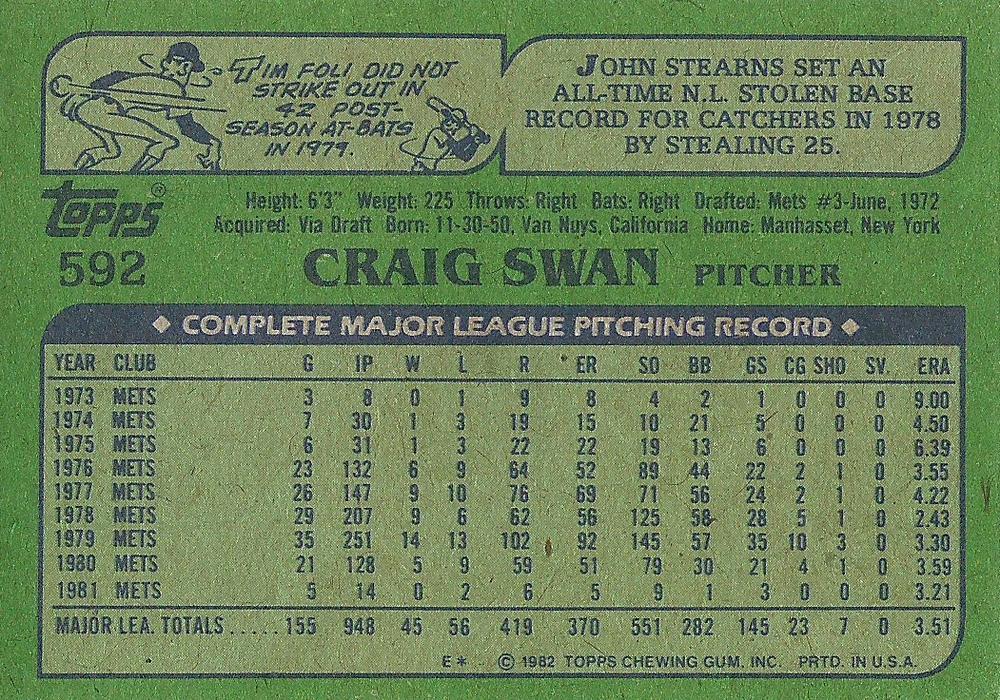 TIM FOLI DID NOT
STRIKE OUT IN
42 POST-
SEASON AT-BATS
IN 1979.
JOHN STEARNS SET AN
ALL-TIME N.L. STOLEN BASE
RECORD FOR CATCHERS IN 1978
BY STEALING 25.
TOPPS®
Height: 6'3" Weight: 225 Throws: Right Bats: Right Drafted: Mets #3-June, 1972
Acquired: Via Draft Born: 11-30-50, Van Nuys, California Home: Manhasset, New York
592 CRAIG SWAN PITCHER
◆ COMPLETE MAJOR LEAGUE PITCHING RECORD ◆
YEAR CLUB G IP W L R ER SO BB GS CG SHO SV. ERA
1973 METS 3 8 0 1 9 8 4 2 1 0 0 0 9.00
1974 METS 7 30 1 3 19 15 10 21 5 0 0 0 4.50
1975 METS 6 31 1 3 22 22 19 13 6 0 0 0 6.39
1976 METS 23 132 6 9 64 52 89 44 22 2 1 0 3.55
1977 METS 26 147 9 10 76 69 71 56 24 2 1 0 4.22
1978 METS 29 207 9 6 62 56 125 58 28 5 1 0 2.43
1979 METS 35 251 14 13 102 92 145 57 35 10 3 0 3.30
1980 METS 21 128 5 9 59 51 79 30 21 4 1 0 3.59
1981 METS 5 14 0 2 6 5 9 1 3 0 0 0 3.21
MAJOR LEA. TOTALS..... 155 948 45 56 419 370 551 282 145 23 7 0 3.51
E* © 1982 TOPPS CHEWING GUM, INC. PRTD. IN U.S.A.